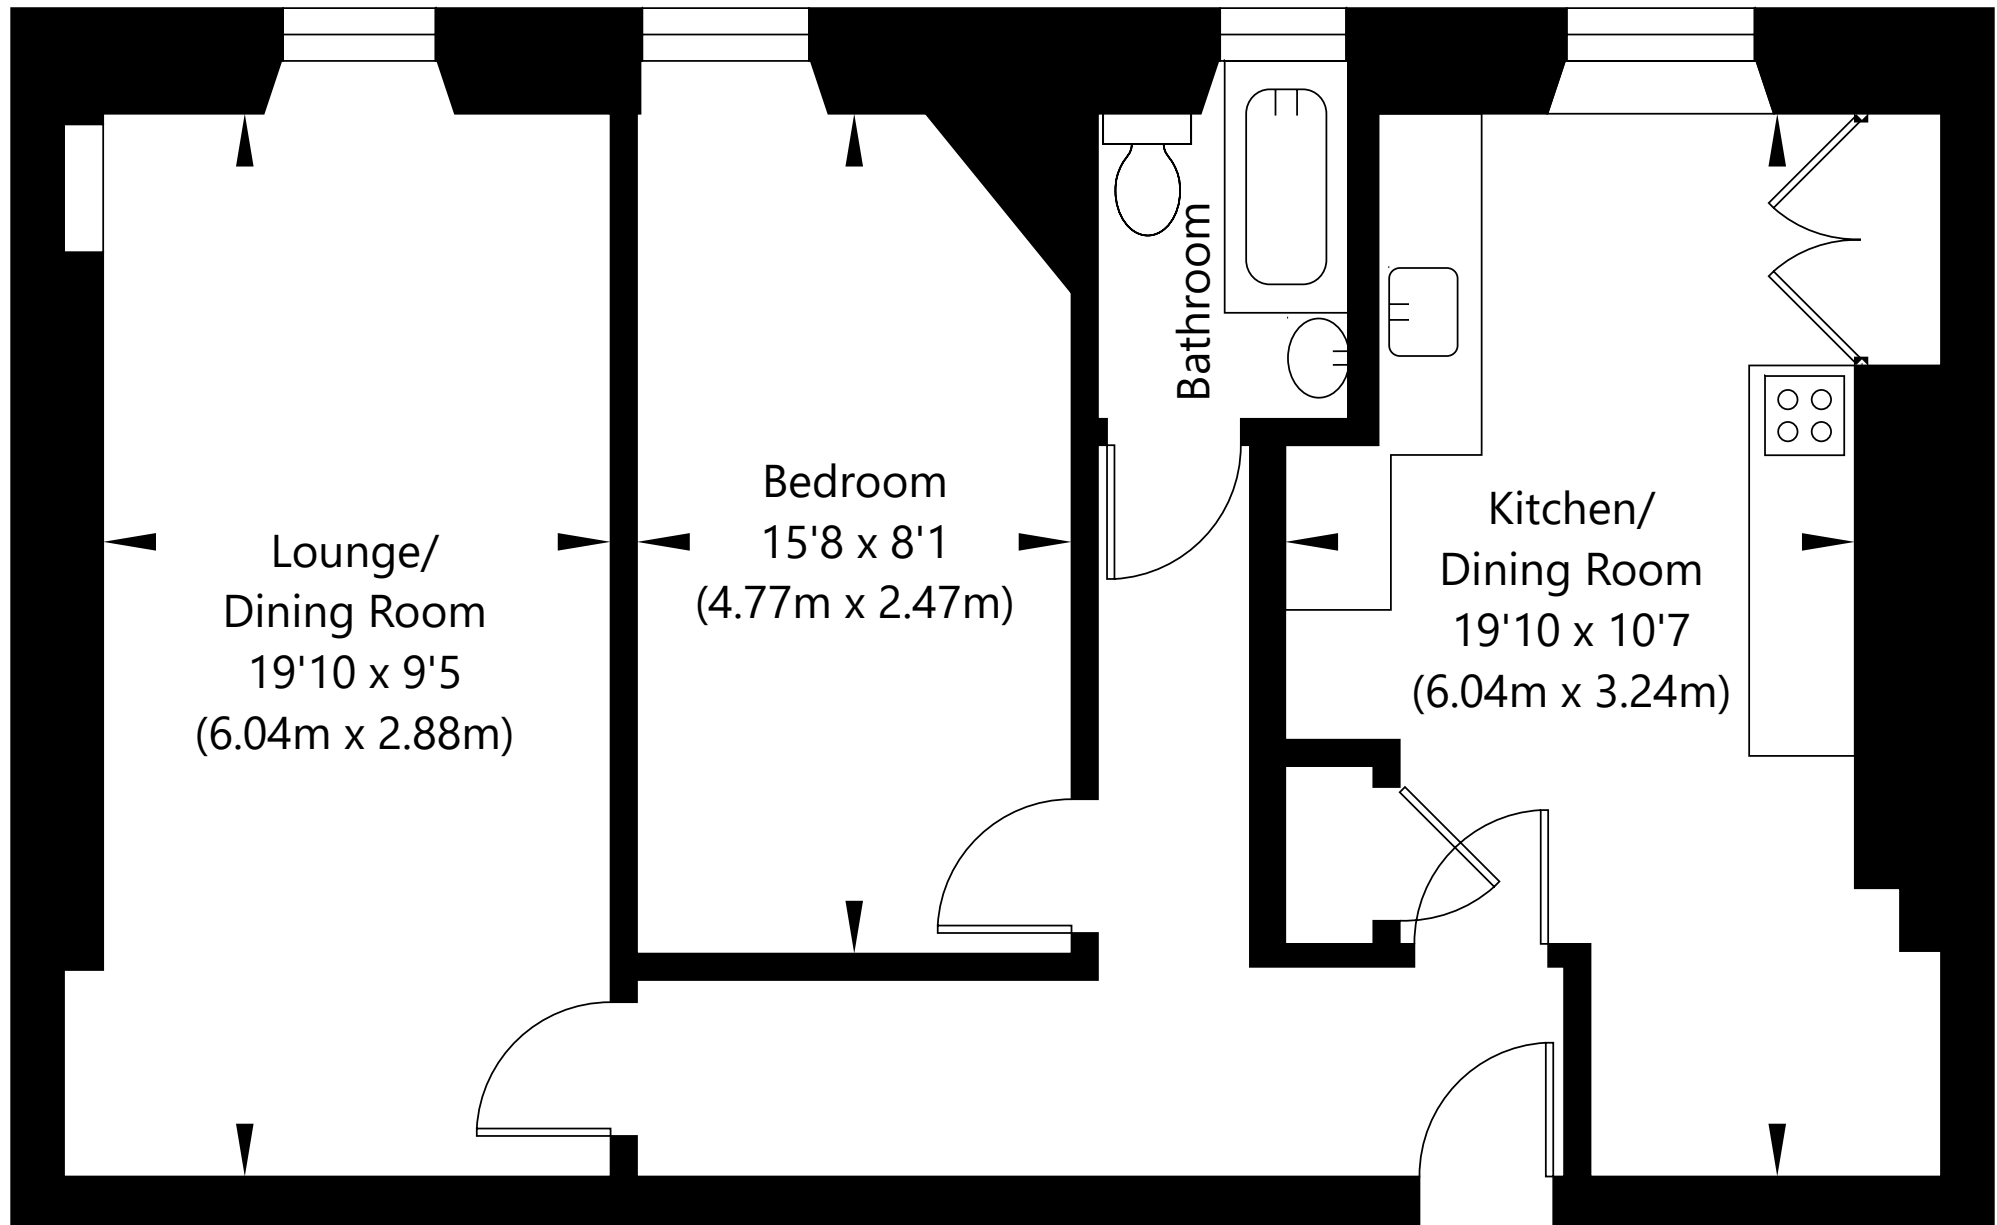 Lounge/
Dining Room
19'10 x 9'5
(6.04m x 2.88m)
Bedroom
15'8 x 8'1
(4.77m x 2.47m)
Bathroom
Kitchen/
Dining Room
19'10 x 10'7
(6.04m x 3.24m)